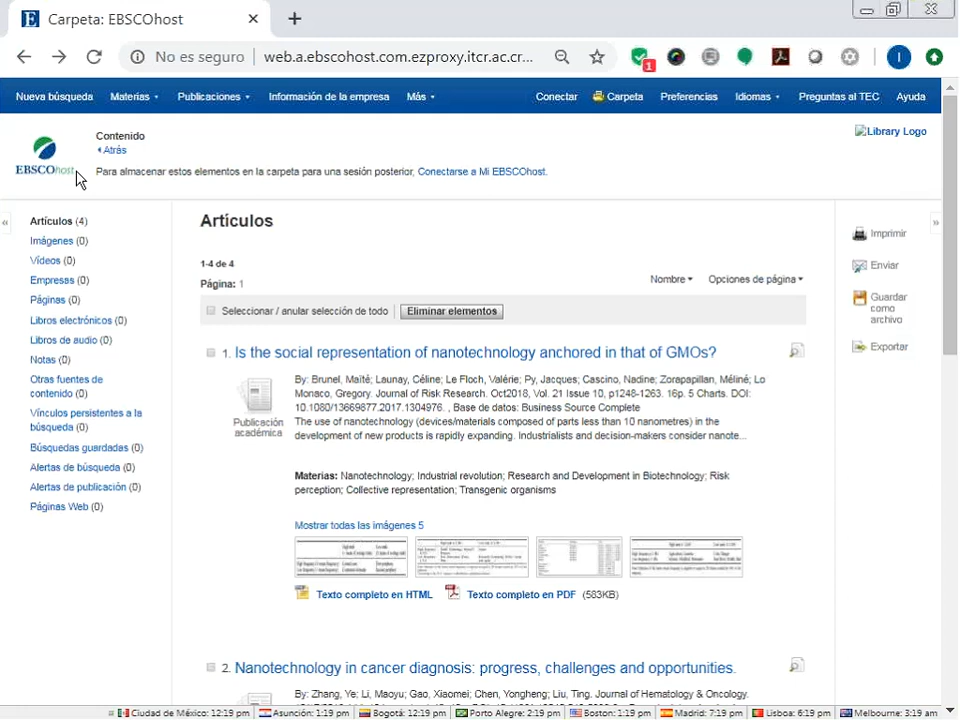 Carpeta: EBSCOhost
No es seguro
web.a.ebscohost.com.ezproxy.itcr.ac.cr...
1
I
Nueva búsqueda
Materias
Publicaciones
Información de la empresa
Más
Conectar
Carpeta
Preferencias
Idiomas
Preguntas al TEC
Ayuda
Contenido
Atrás
Library Logo
EBSCOhost
Para almacenar estos elementos en la carpeta para una sesión posterior, Conectarse a Mi EBSCOhost.
«
Artículos (4)
Imágenes (0)
Vídeos (0)
Empresas (0)
Páginas (0)
Libros electrónicos (0)
Libros de audio (0)
Notas (0)
Otras fuentes de
contenido (0)
Vínculos persistentes a la
búsqueda (0)
Búsquedas guardadas (0)
Alertas de búsqueda (0)
Alertas de publicación (0)
Páginas Web (0)
Artículos
1-4 de 4
Página: 1
Nombre
Opciones de página
Seleccionar / anular selección de todo
Eliminar elementos
1. Is the social representation of nanotechnology anchored in that of GMOs?
Publicación
académica
By: Brunel, Maïté; Launay, Céline; Le Floch, Valérie; Py, Jacques; Cascino, Nadine; Zorapapillan, Méliné; Lo
Monaco, Gregory. Journal of Risk Research. Oct2018, Vol. 21 Issue 10, p1248-1263. 16p. 5 Charts. DOI:
10.1080/13669877.2017.1304976. , Base de datos: Business Source Complete
The use of nanotechnology (devices/materials composed of parts less than 10 nanometres) in the
development of new products is rapidly expanding. Industrialists and decision-makers consider nanote...
Materias: Nanotechnology; Industrial revolution; Research and Development in Biotechnology; Risk
perception; Collective representation; Transgenic organisms
Mostrar todas las imágenes 5
Texto completo en HTML
Texto completo en PDF (583KB)
2. Nanotechnology in cancer diagnosis: progress, challenges and opportunities.
By: Zhang, Ye; Li, Maoyu; Gao, Xiaomei; Chen, Yongheng; Liu, Ting. Journal of Hematology & Oncology.
»
Imprimir
Enviar
Guardar
como
archivo
Exportar
Ciudad de México: 12:19 pm
Asunción: 1:19 pm
Bogotá: 12:19 pm
Porto Alegre: 2:19 pm
Boston: 1:19 pm
Madrid: 7:19 pm
Lisboa: 6:19 pm
Melbourne: 3:19 am